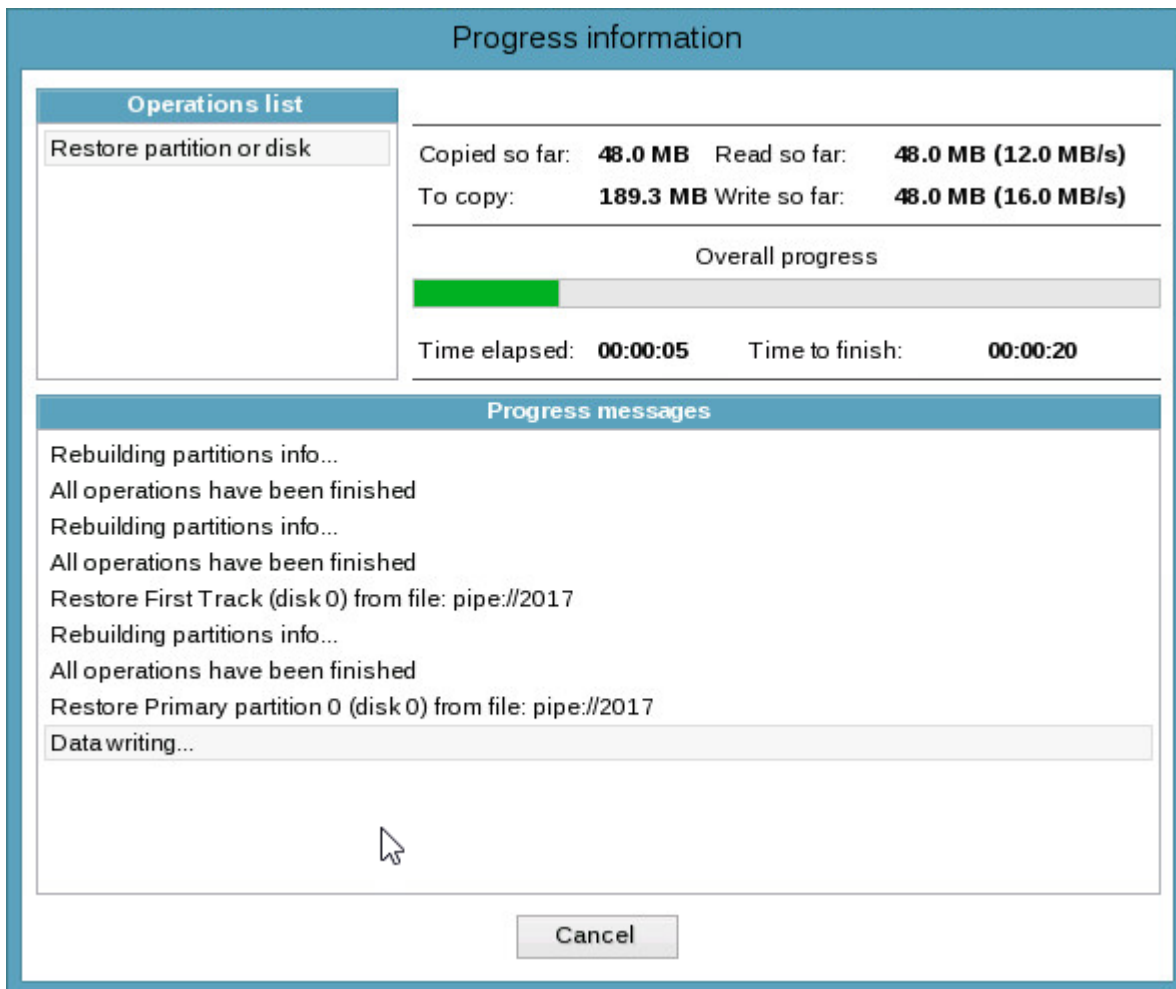 Progress information
Operations list
Restore partition or disk
Copied so far: 48.0 MB Read so far: 48.0 MB (12.0 MB/s)
To copy: 189.3 MB Write so far: 48.0 MB (16.0 MB/s)
Overall progress
Time elapsed: 00:00:05 Time to finish: 00:00:20
Progress messages
Rebuilding partitions info...
All operations have been finished
Rebuilding partitions info...
All operations have been finished
Restore First Track (disk 0) from file: pipe://2017
Rebuilding partitions info...
All operations have been finished
Restore Primary partition 0 (disk 0) from file: pipe://2017
Data writing...
Cancel